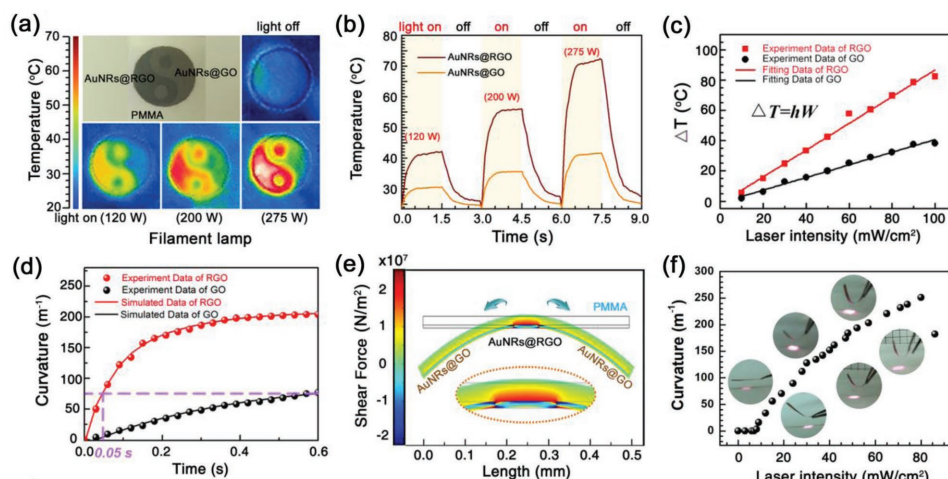 (a)
70
60
50
40
30
20
Temperature (°C)
light off
AuNRs@RGO
AuNRs@GO
PMMA
light on (120 W)
(200 W)
(275 W)
Filament lamp
(b)
light on
off
on
off
on
off
80
70
60
50
40
30
Temperature (°C)
AuNRs@RGO
AuNRs@GO
(120 W)
(200 W)
(275 W)
0.0
1.5
3.0
4.5
6.0
7.5
9.0
Time (s)
(c)
100
80
60
40
20
0
△T (°C)
Experiment Data of RGO
Experiment Data of GO
Fitting Data of RGO
Fitting Data of GO
△T=hW
0
20
40
60
80
100
Laser intensity (mW/cm²)
(d)
200
150
100
50
0
Curvature (m⁻¹)
Experiment Data of RGO
Experiment Data of GO
Simulated Data of RGO
Simulated Data of GO
0.05 s
0.0
0.2
0.4
0.6
Time (s)
(e)
x10⁷
2
1
0
-1
-2
Shear Force (N/m²)
PMMA
AuNRs@RGO
AuNRs@GO
AuNRs@GO
0.0
0.1
0.2
0.3
0.4
0.5
Length (mm)
(f)
300
250
200
150
100
50
0
Curvature (m⁻¹)
0
20
40
60
80
Laser intensity (mW/cm²)